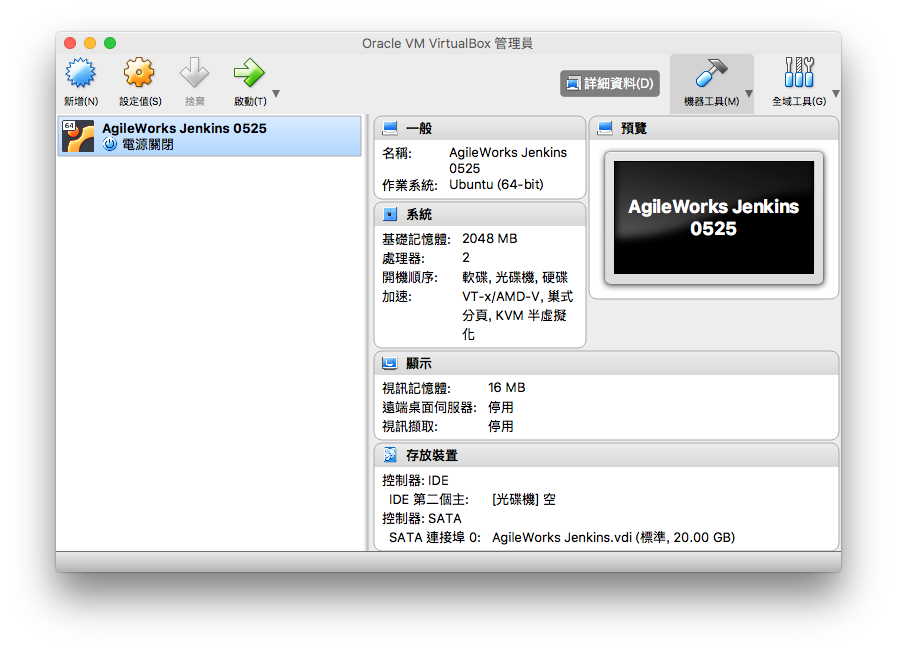 Oracle VM VirtualBox 管理員
新增(N)
設定值(S)
捨棄
啟動(T)
詳細資料(D)
機器工具(M)
全域工具(G)
64
AgileWorks Jenkins 0525
電源關閉
一般
名稱: AgileWorks Jenkins
0525
作業系統: Ubuntu (64-bit)
系統
基礎記憶體: 2048 MB
處理器: 2
開機順序: 軟碟, 光碟機, 硬碟
加速: VT-x/AMD-V, 巢式
分頁, KVM 半虛擬
化
預覽
AgileWorks Jenkins
0525
顯示
視訊記憶體: 16 MB
遠端桌面伺服器: 停用
視訊擷取: 停用
存放裝置
控制器: IDE
IDE 第二個主: [光碟機] 空
控制器: SATA
SATA 連接埠 0: AgileWorks Jenkins.vdi (標準, 20.00 GB)